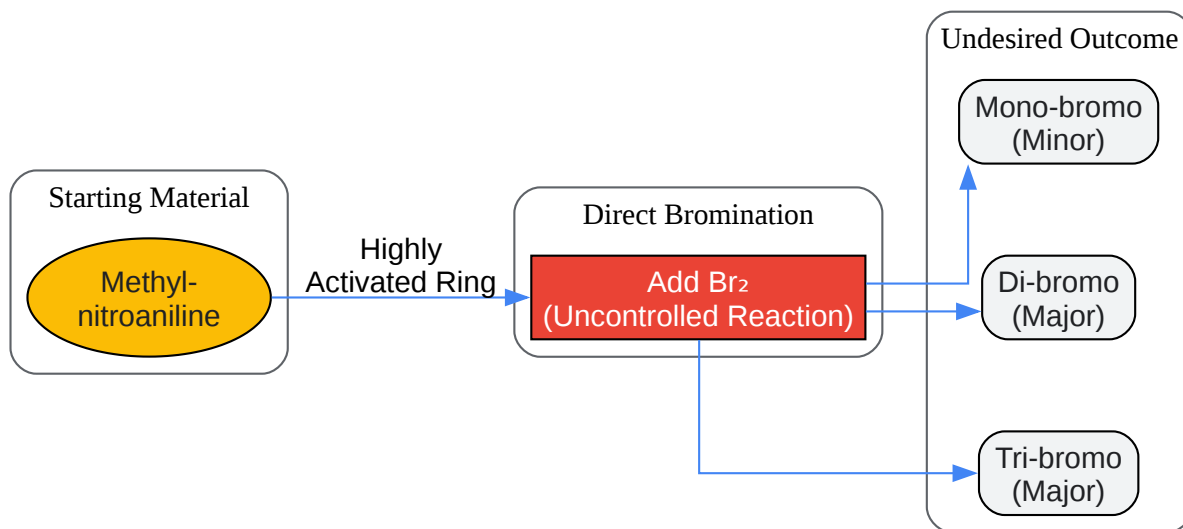 Starting Material
Methyl-
nitroaniline
Highly
Activated Ring
Direct Bromination
Add Br₂
(Uncontrolled Reaction)
Undesired Outcome
Mono-bromo
(Minor)
Di-bromo
(Major)
Tri-bromo
(Major)